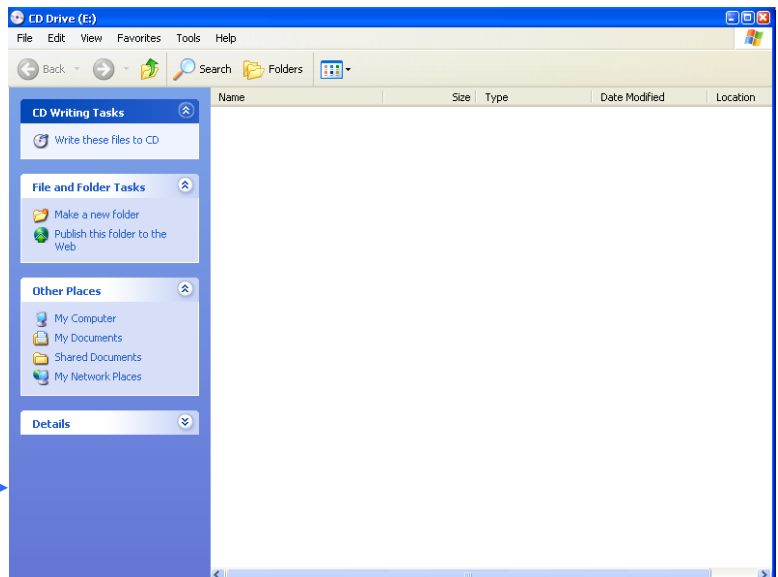 CD Drive (E:)
File Edit View Favorites Tools Help
Back Search Folders
Name Size Type Date Modified Location
CD Writing Tasks
Write these files to CD
File and Folder Tasks
Make a new folder
Publish this folder to the
Web
Other Places
My Computer
My Documents
Shared Documents
My Network Places
Details